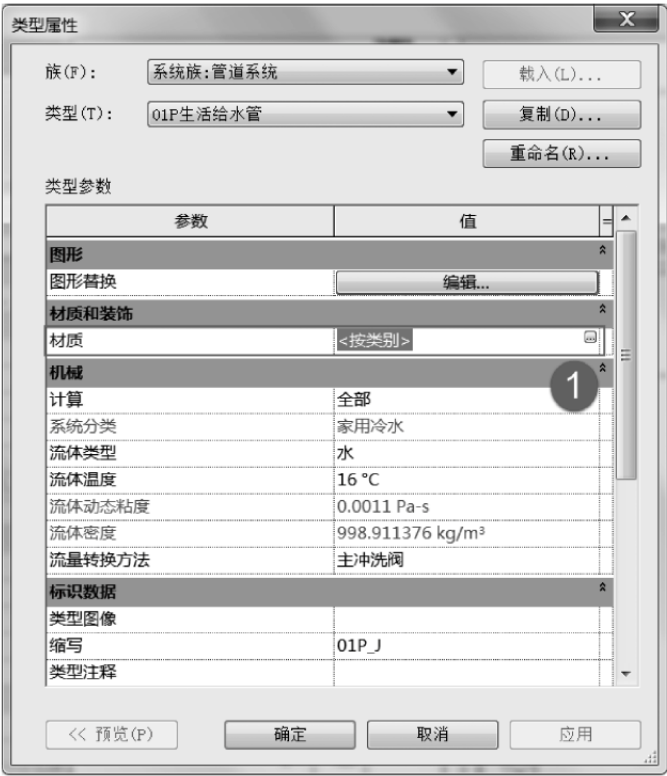 类型属性 X
族(F)： 系统族:管道系统 载入(L)...
类型(T)： 01P生活给水管 复制(D)...
重命名(R)...
类型参数
参数 值 =
图形
图形替换 编辑...
材质和装饰
材质 <按类别>
机械 1
计算 全部
系统分类 家用冷水
流体类型 水
流体温度 16 °C
流体动态粘度 0.0011 Pa-s
流体密度 998.911376 kg/m³
流量转换方法 主冲洗阀
标识数据
类型图像
缩写 01P_J
类型注释
<< 预览(P) 确定 取消 应用